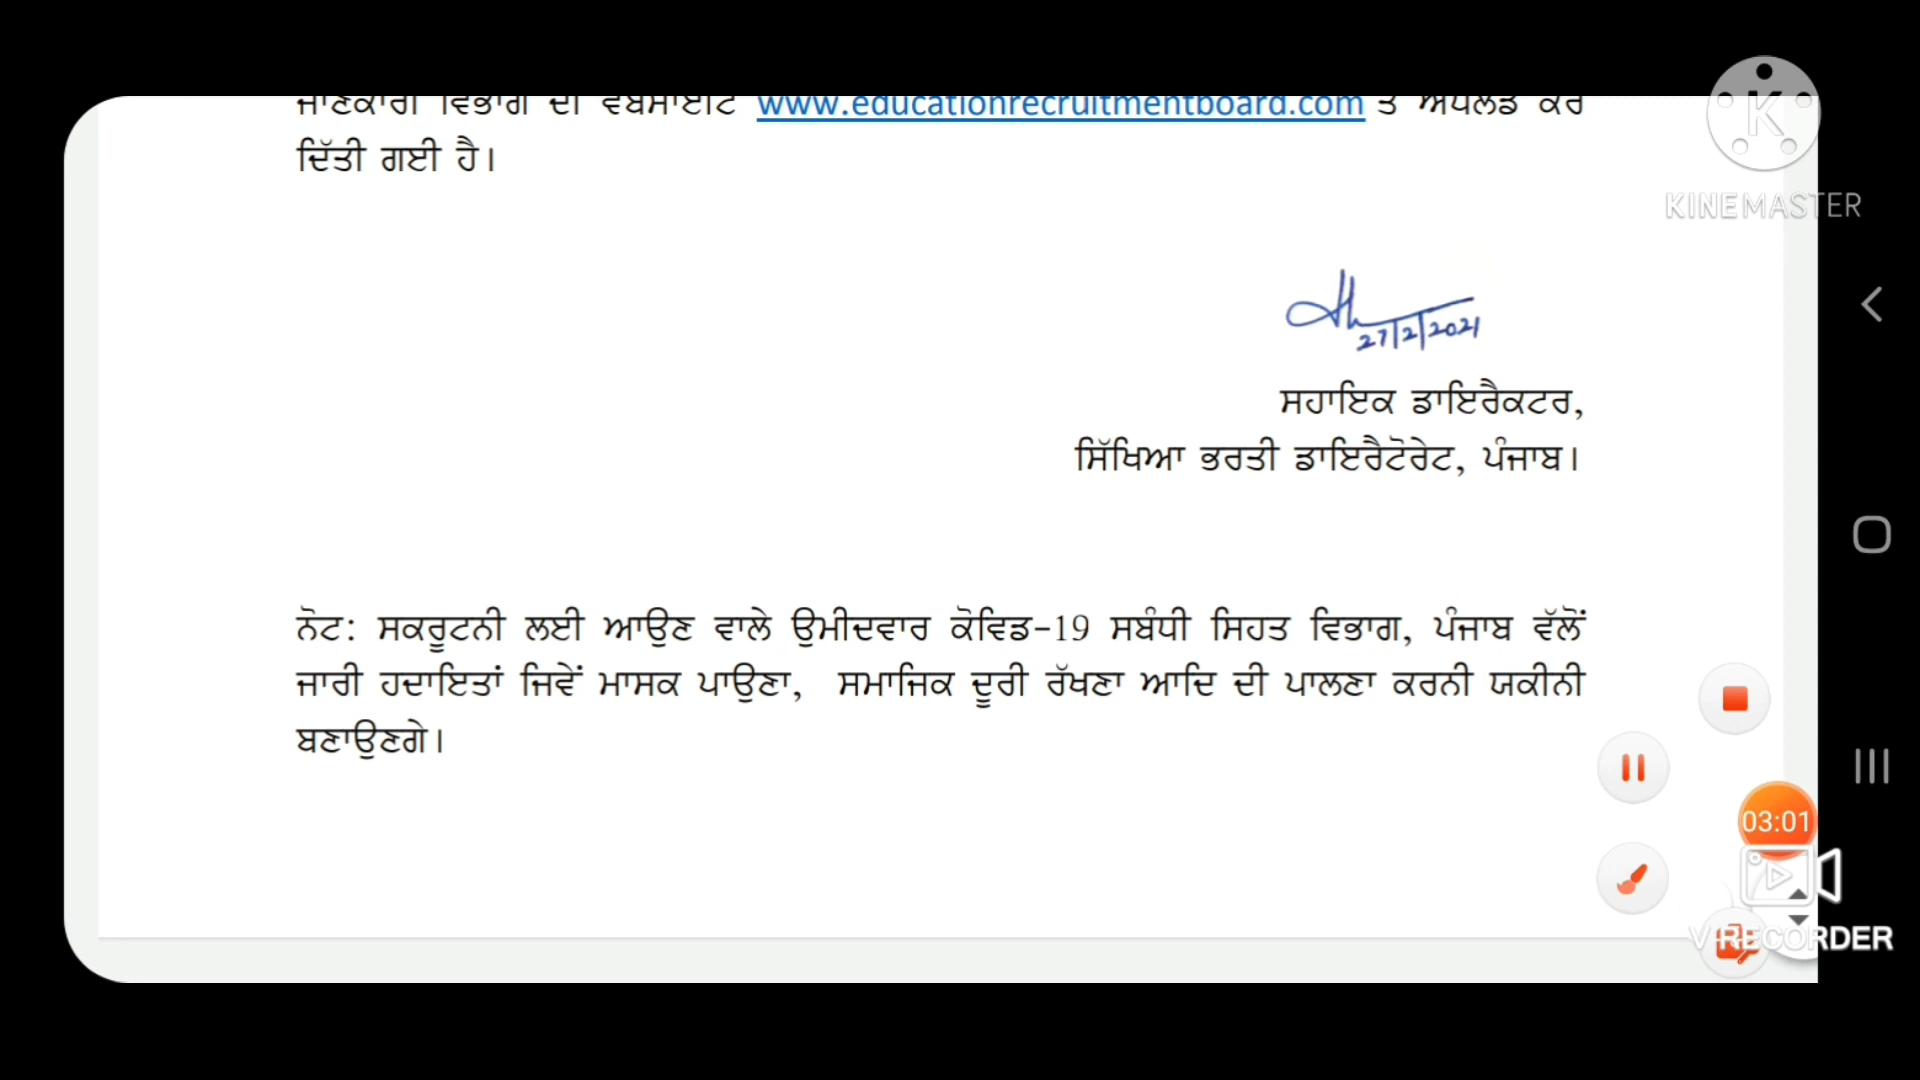 ਜਾਣਕਾਰੀ ਵਿਭਾਗ ਦੀ ਵੈਬਸਾਈਟ www.educationrecruitmentboard.com ਤੇ ਅਪਲੋਡ ਕਰ
ਦਿੱਤੀ ਗਈ ਹੈ।
KINEMASTER
27/2/2021
ਸਹਾਇਕ ਡਾਇਰੈਕਟਰ,
ਸਿੱਖਿਆ ਭਰਤੀ ਡਾਇਰੈਟੋਰੇਟ, ਪੰਜਾਬ।
ਨੋਟ: ਸਕਰੂਟਨੀ ਲਈ ਆਉਣ ਵਾਲੇ ਉਮੀਦਵਾਰ ਕੋਵਿਡ-19 ਸਬੰਧੀ ਸਿਹਤ ਵਿਭਾਗ, ਪੰਜਾਬ ਵੱਲੋਂ
ਜਾਰੀ ਹਦਾਇਤਾਂ ਜਿਵੇਂ ਮਾਸਕ ਪਾਉਣਾ, ਸਮਾਜਿਕ ਦੂਰੀ ਰੱਖਣਾ ਆਦਿ ਦੀ ਪਾਲਣਾ ਕਰਨੀ ਯਕੀਨੀ
ਬਣਾਉਣਗੇ।
03:01
V RECORDER